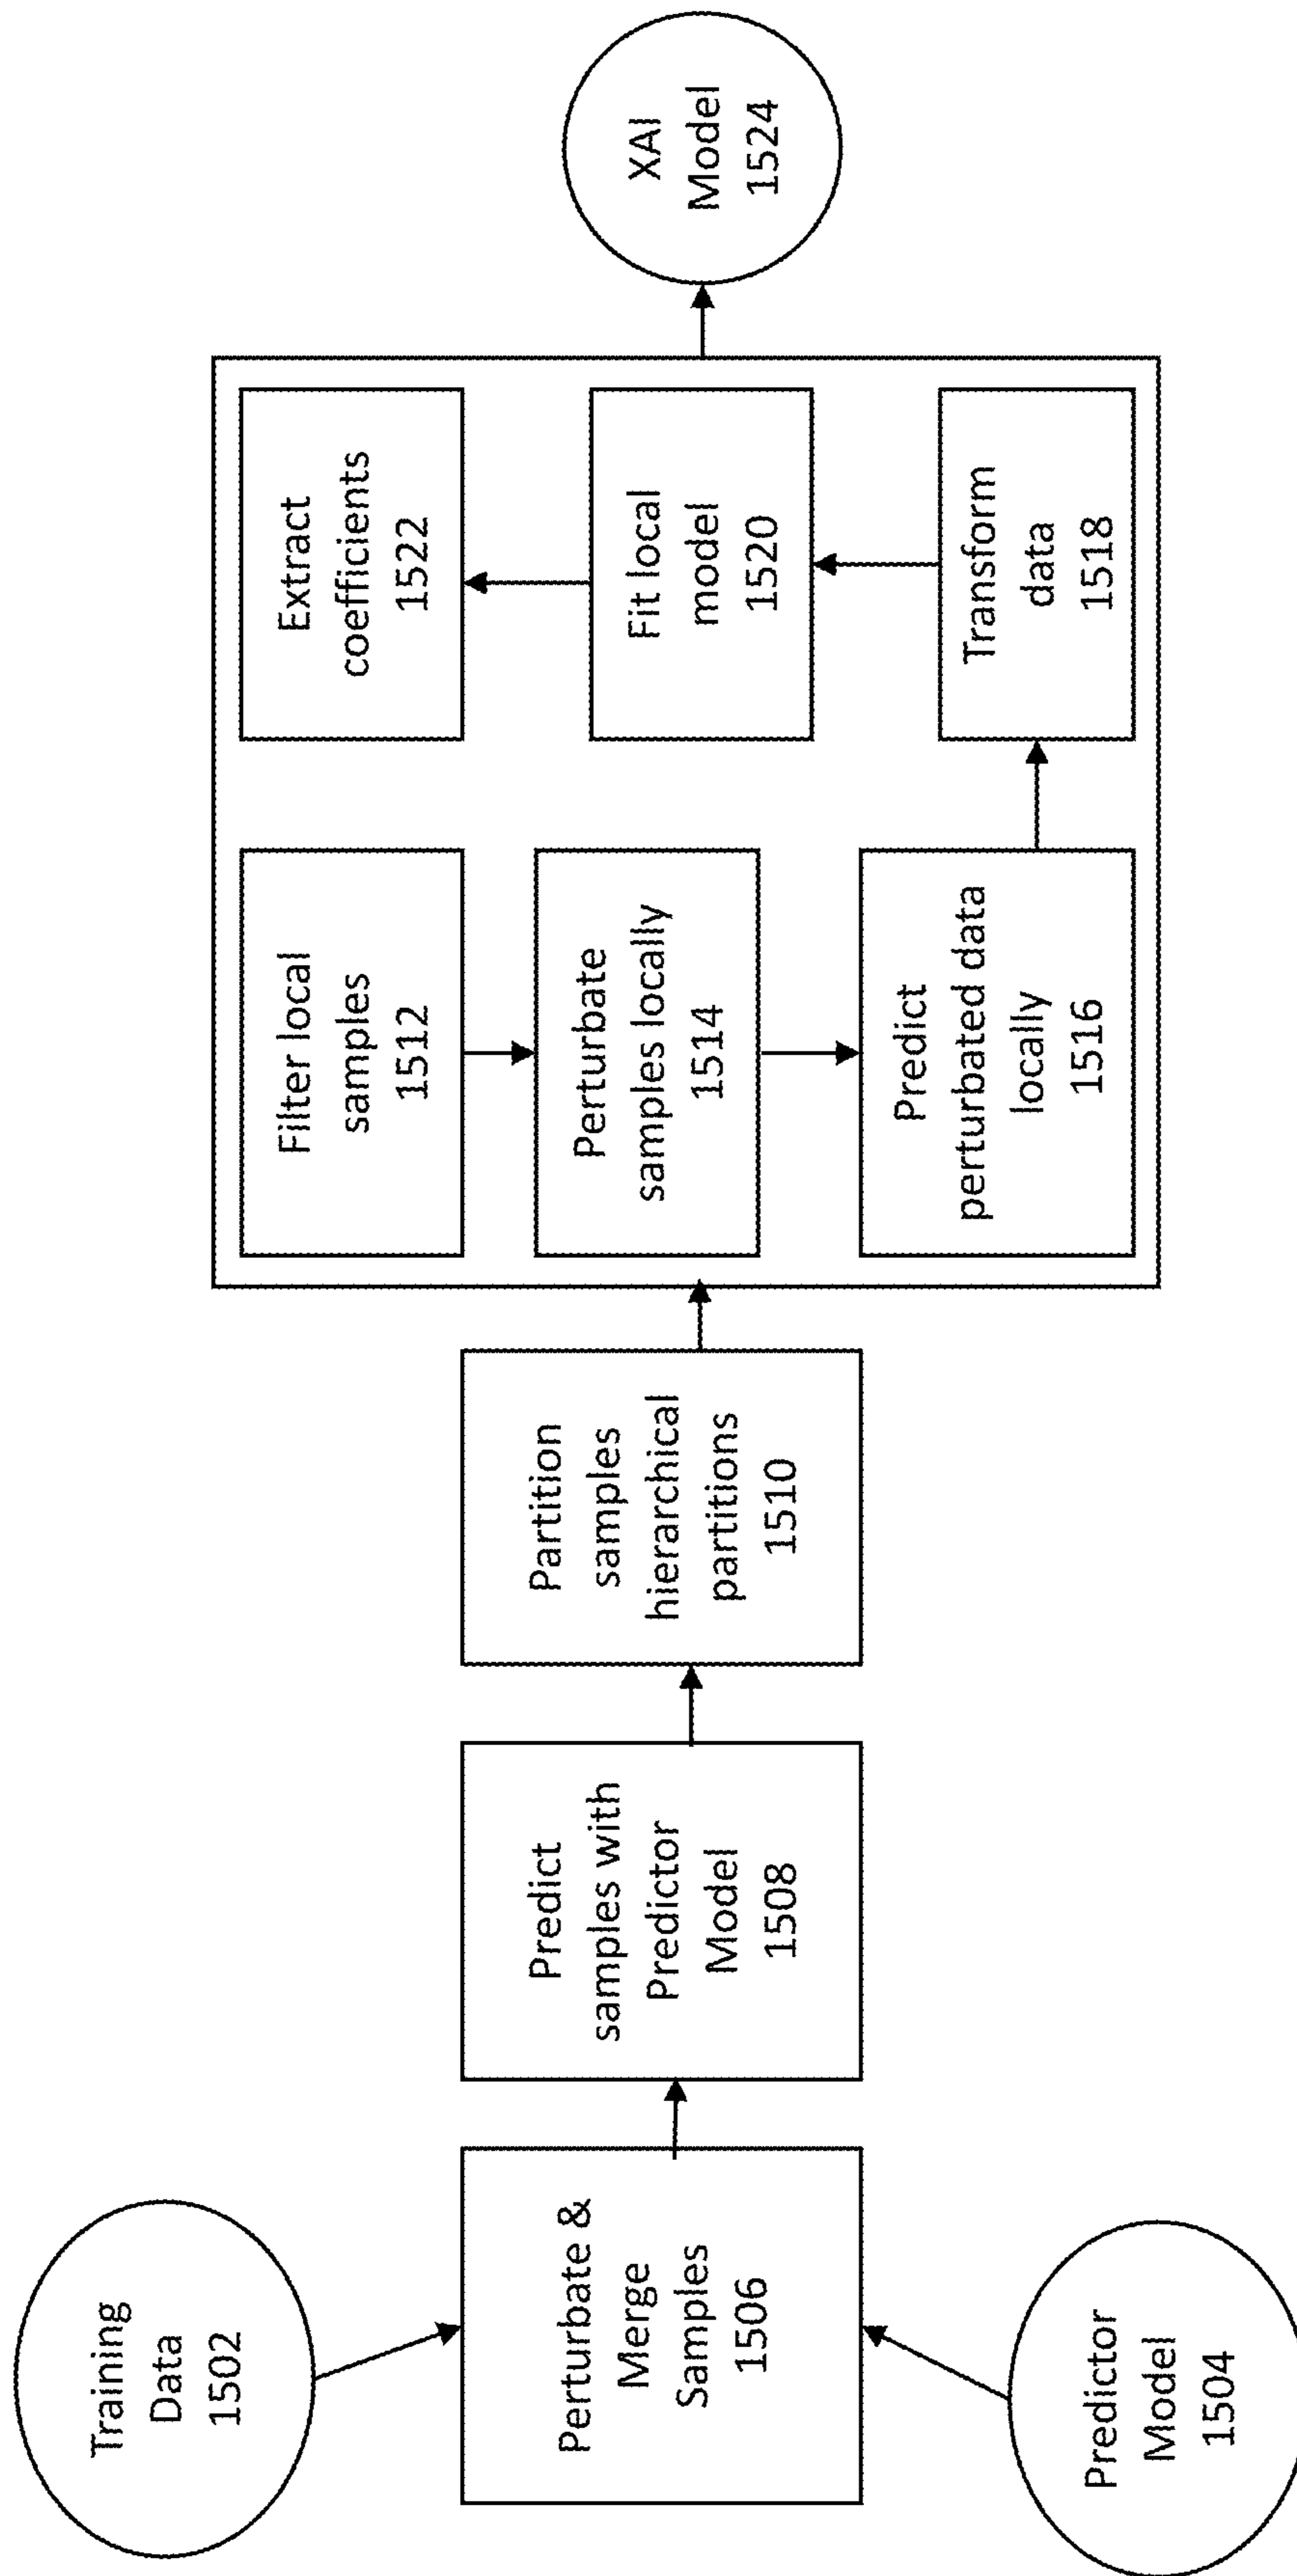 Training
Data
1502
Predictor
Model
1504
Perturbate &
Merge
Samples
1506
Predict
samples with
Predictor
Model
1508
Partition
samples
hierarchical
partitions
1510
Filter local
samples
1512
Perturbate
samples locally
1514
Predict
perturbated data
locally
1516
Transform
data
1518
Fit local
model
1520
Extract
coefficients
1522
XAI
Model
1524